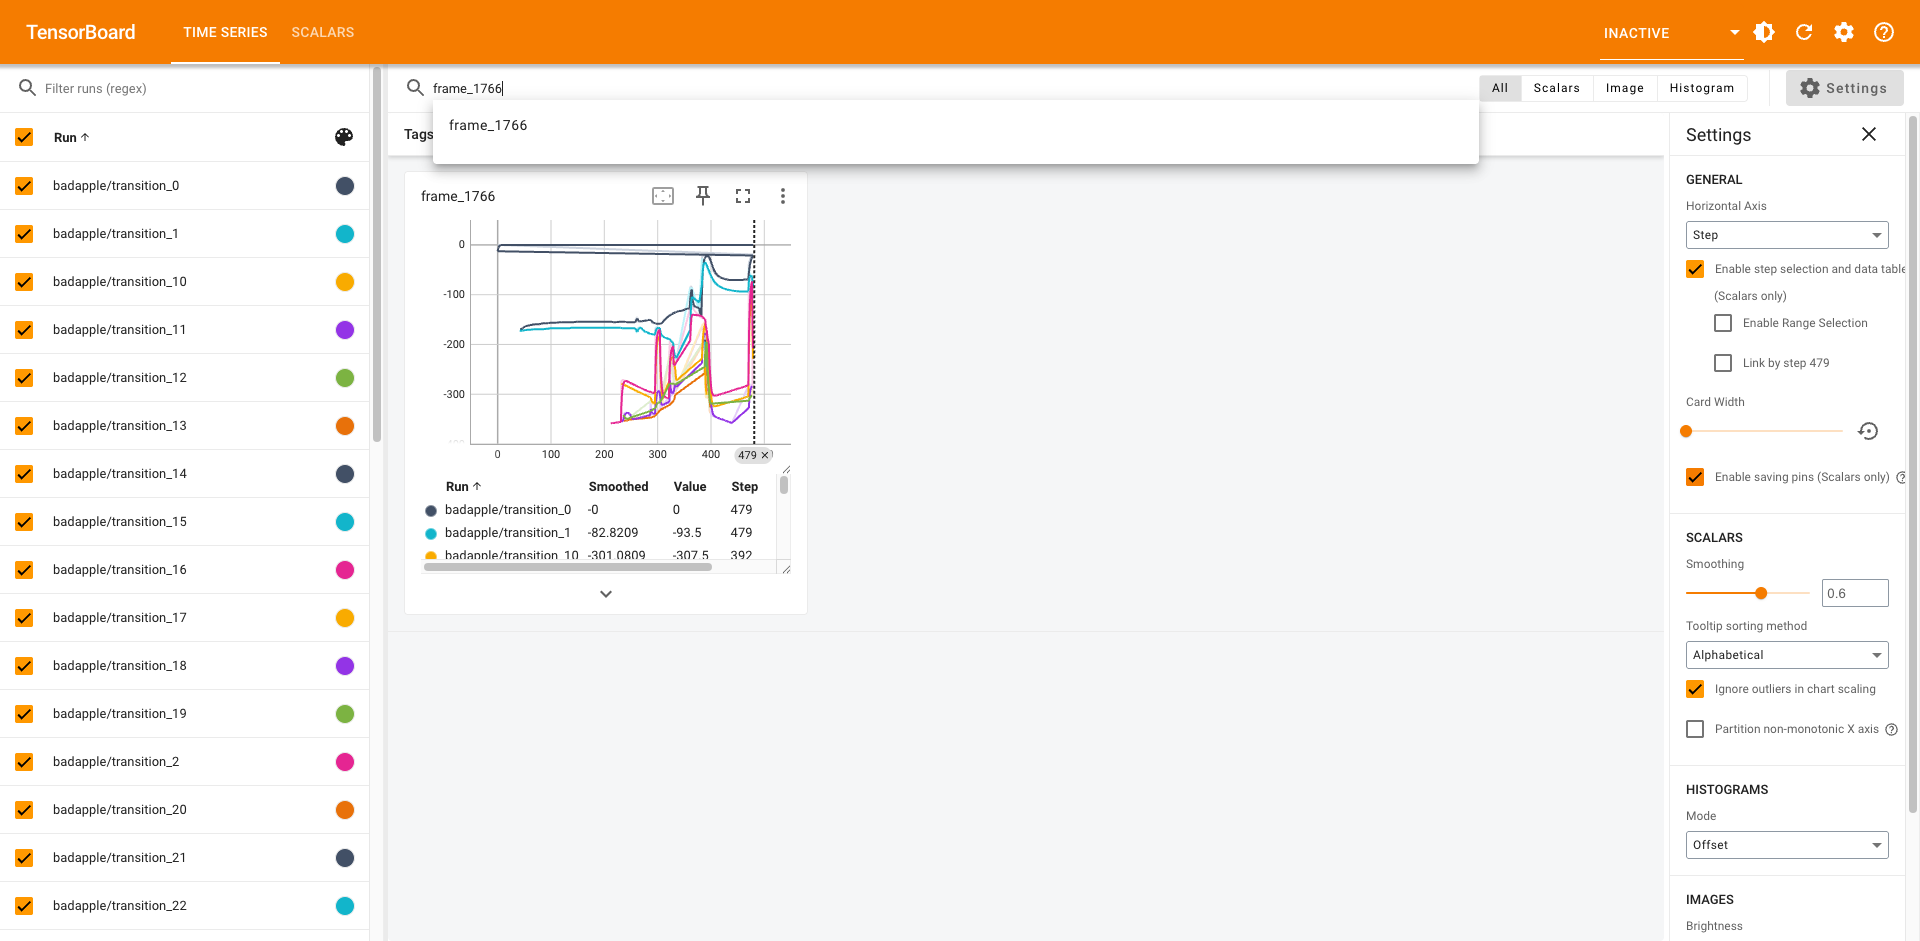 TensorBoard
TIME SERIES
SCALARS
INACTIVE
Filter runs (regex)
frame_1766
All
Scalars
Image
Histogram
Settings
frame_1766
Tags
Run
badapple/transition_0
badapple/transition_1
badapple/transition_10
badapple/transition_11
badapple/transition_12
badapple/transition_13
badapple/transition_14
badapple/transition_15
badapple/transition_16
badapple/transition_17
badapple/transition_18
badapple/transition_19
badapple/transition_2
badapple/transition_20
badapple/transition_21
badapple/transition_22
frame_1766
0
-100
-200
-300
0 100 200 300 400 479
Run Smoothed Value Step
badapple/transition_0 -0 0 479
badapple/transition_1 -82.8209 -93.5 479
badapple/transition_10 -301.0809 -307.5 392
Settings
GENERAL
Horizontal Axis
Step
Enable step selection and data table
(Scalars only)
Enable Range Selection
Link by step 479
Card Width
Enable saving pins (Scalars only)
SCALARS
Smoothing
0.6
Tooltip sorting method
Alphabetical
Ignore outliers in chart scaling
Partition non-monotonic X axis
HISTOGRAMS
Mode
Offset
IMAGES
Brightness